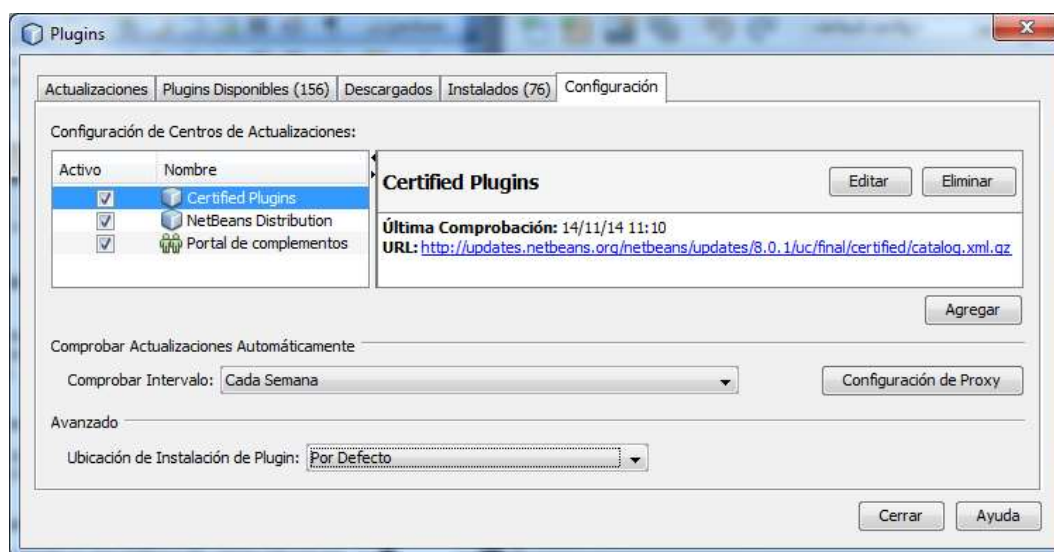 Plugins
Actualizaciones Plugins Disponibles (156) Descargados Instalados (76) Configuración
Configuración de Centros de Actualizaciones:
Activo Nombre
Certified Plugins
NetBeans Distribution
Portal de complementos
Certified Plugins Editar Eliminar
Última Comprobación: 14/11/14 11:10
URL: http://updates.netbeans.org/netbeans/updates/8.0.1/uc/final/certified/catalog.xml.gz
Agregar
Comprobar Actualizaciones Automáticamente
Comprobar Intervalo: Cada Semana Configuración de Proxy
Avanzado
Ubicación de Instalación de Plugin: Por Defecto
Cerrar Ayuda